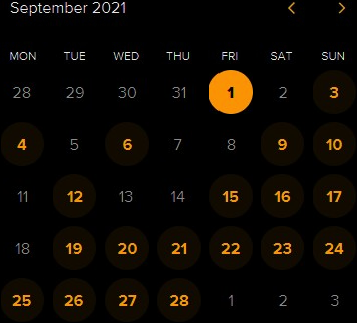 September 2021
MON TUE WED THU FRI SAT SUN
28 29 30 31 1 2 3
4 5 6 7 8 9 10
11 12 13 14 15 16 17
18 19 20 21 22 23 24
25 26 27 28 1 2 3